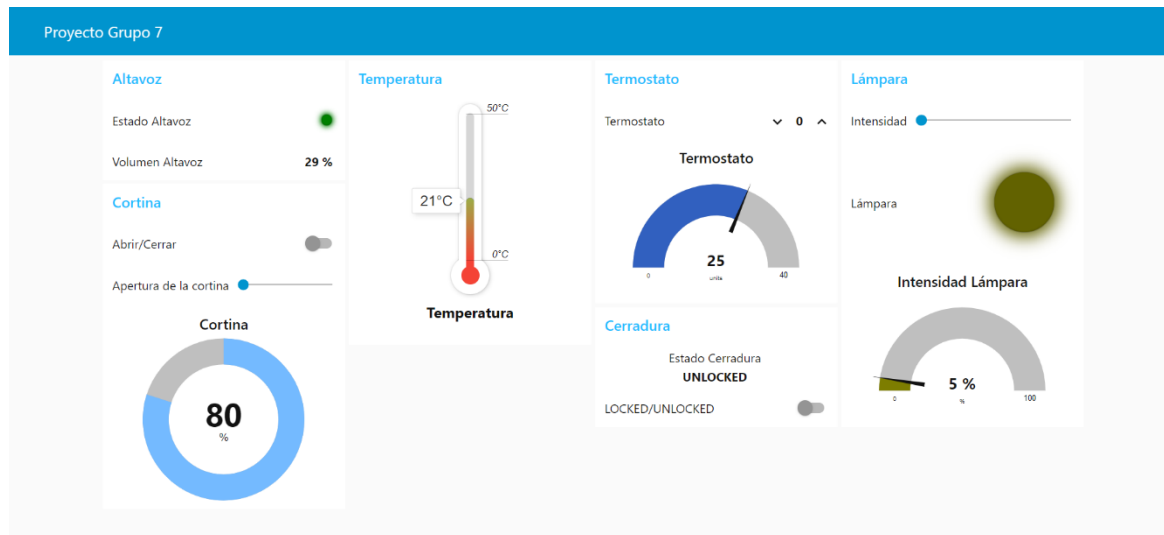 Proyecto Grupo 7
Altavoz
Estado Altavoz
Volumen Altavoz 29 %
Cortina
Abrir/Cerrar
Apertura de la cortina
Cortina
80
%
Temperatura
50°C
21°C
0°C
Temperatura
Termostato
Termostato 0
Termostato
25
0 units 40
Cerradura
Estado Cerradura
UNLOCKED
LOCKED/UNLOCKED
Lámpara
Intensidad
Lámpara
Intensidad Lámpara
5 %
0 % 100